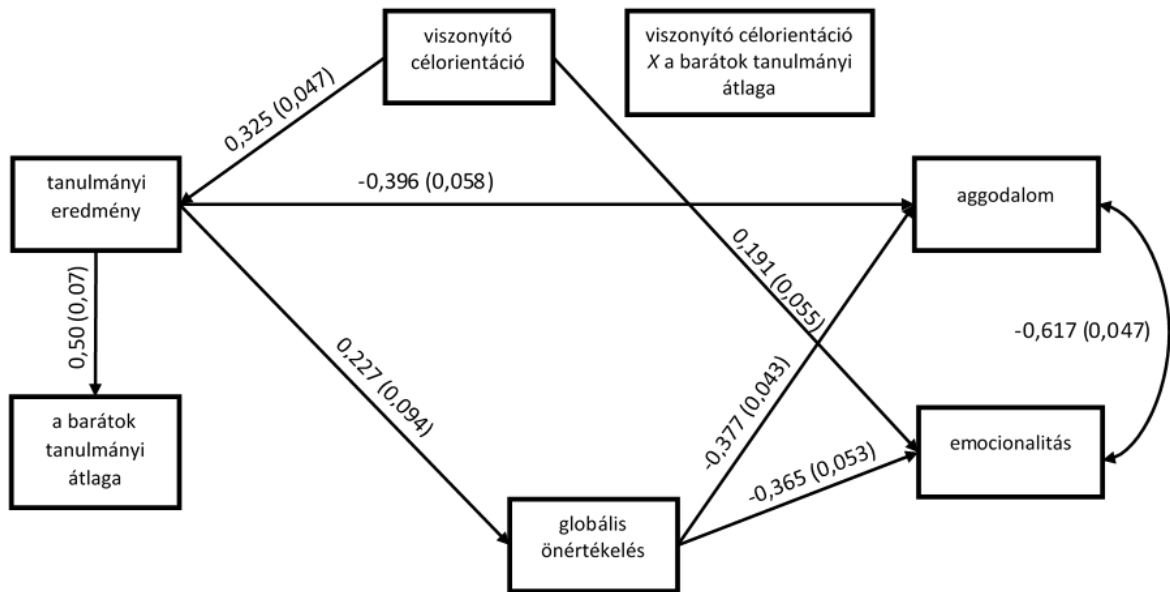 viszonyító
célorientáció
viszonyító célorientáció
X a barátok tanulmányi
átlaga
0,325 (0,047)
tanulmányi
eredmény
-0,396 (0,058)
aggodalom
0,191 (0,055)
0,50 (0,07)
-0,617 (0,047)
0,227 (0,094)
-0,377 (0,043)
a barátok
tanulmányi
átlaga
emocionalitás
-0,365 (0,053)
globális
önértékelés